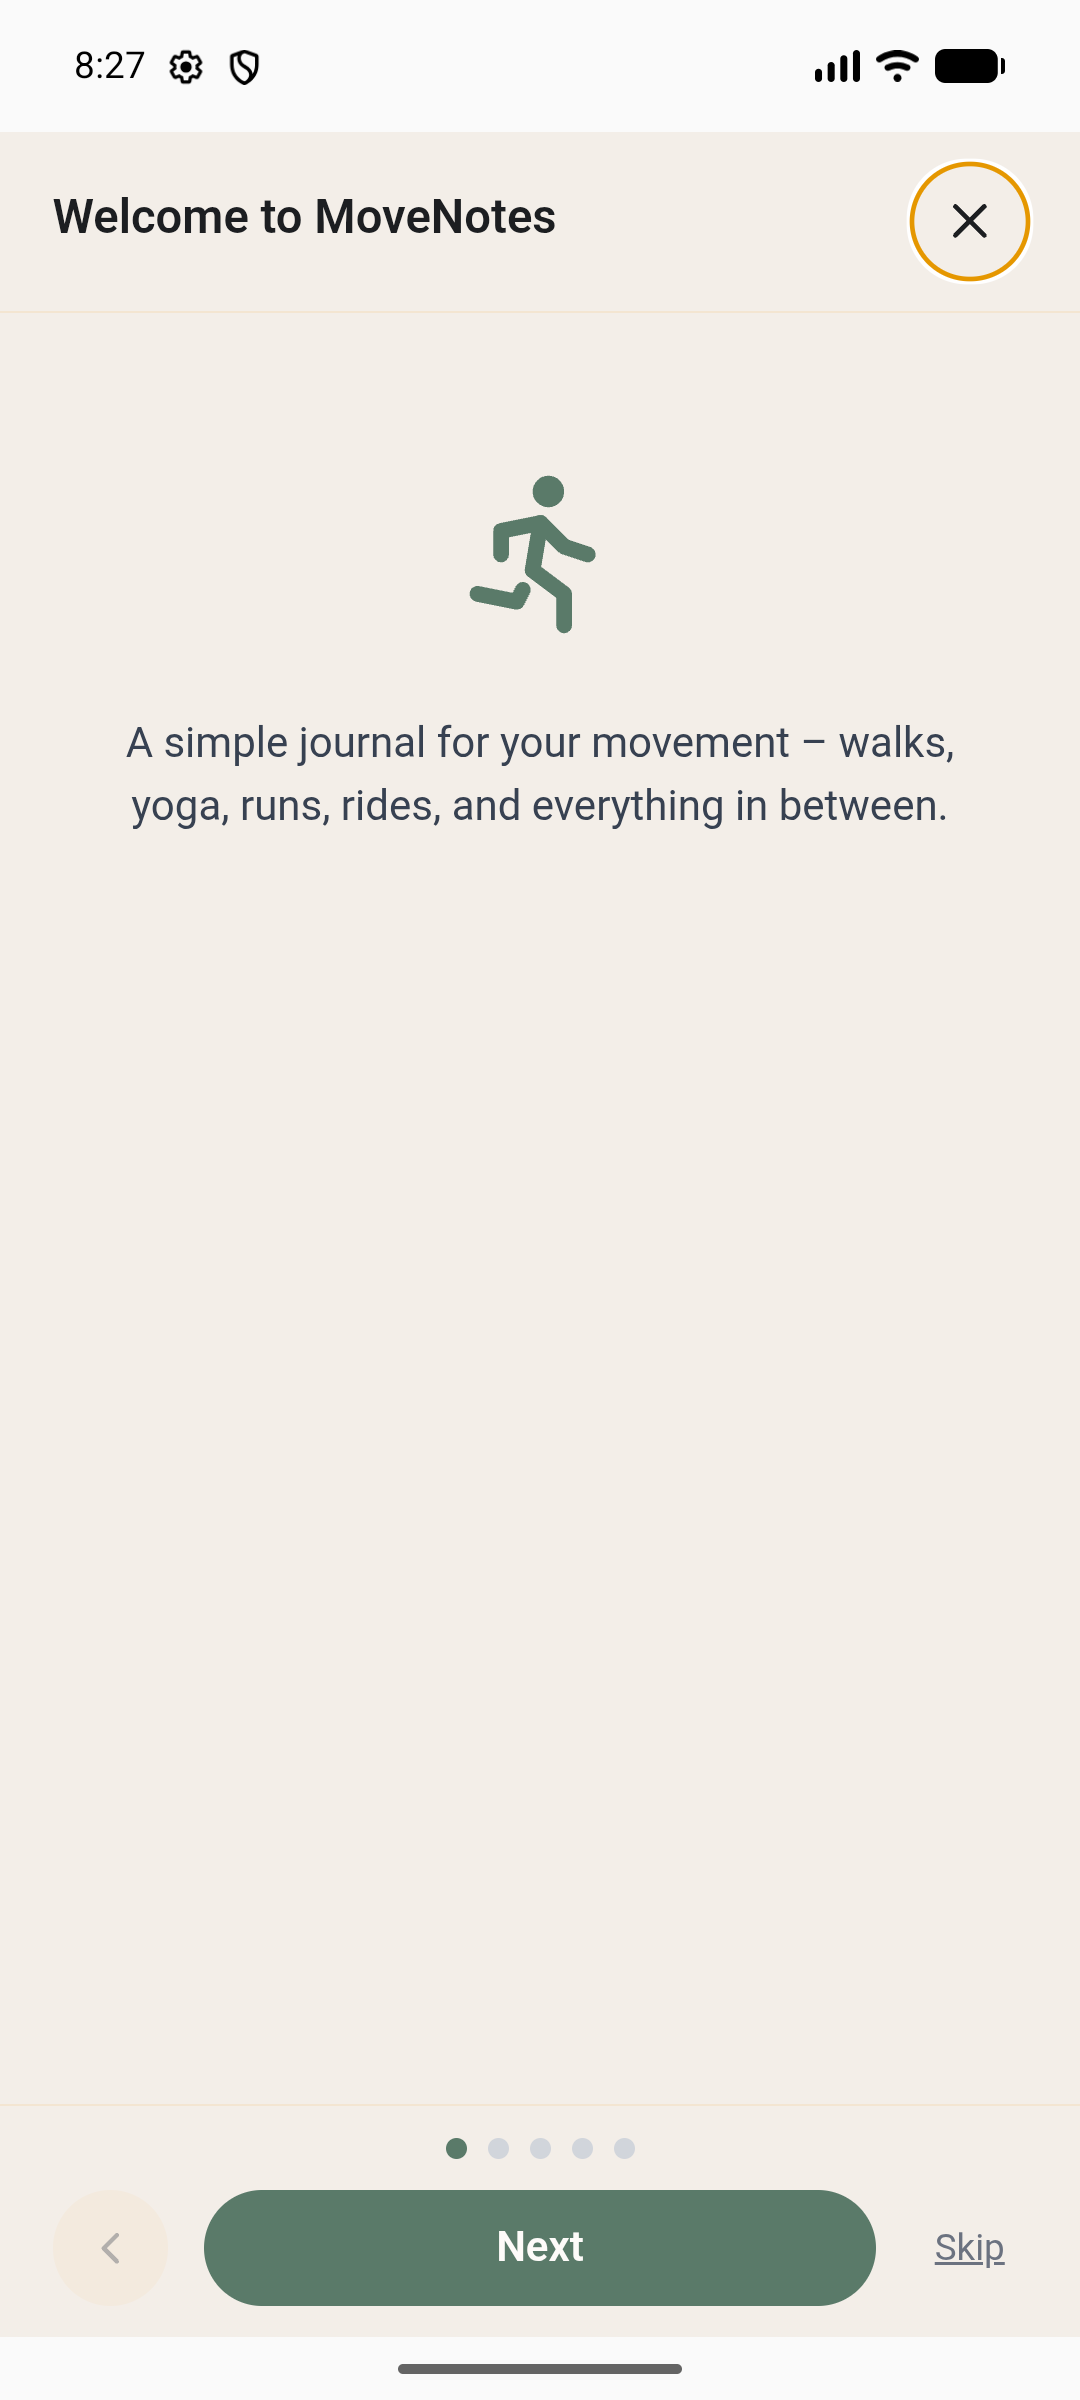 8:27
Welcome to MoveNotes
A simple journal for your movement – walks,
yoga, runs, rides, and everything in between.
Next
Skip